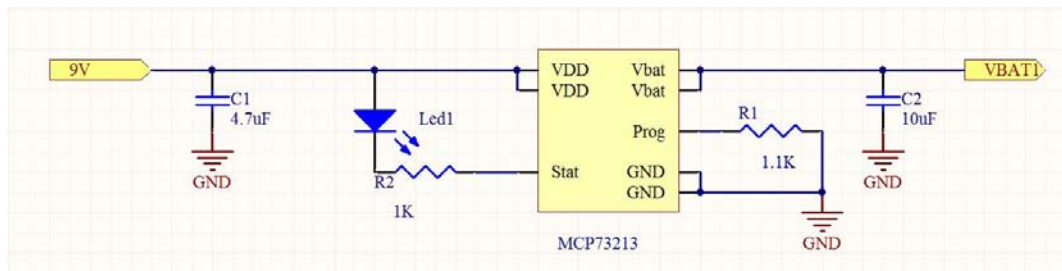 9V
C1
4.7uF
GND
Led1
R2
1K
VDD
VDD
Stat
Vbat
Vbat
Prog
GND
GND
MCP73213
R1
1.1K
GND
C2
10uF
GND
VBAT1